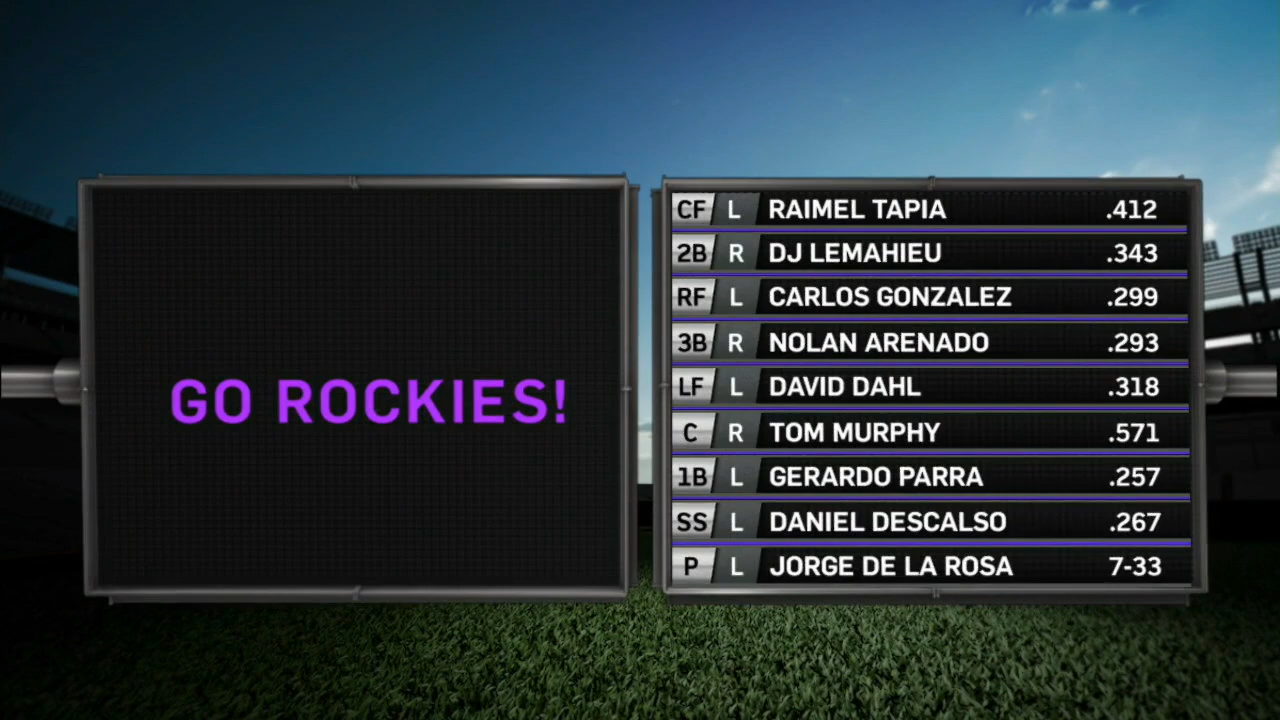 GO ROCKIES!
CF L RAIMEL TAPIA .412
2B R DJ LEMAHIEU .343
RF L CARLOS GONZALEZ .299
3B R NOLAN ARENADO .293
LF L DAVID DAHL .318
C R TOM MURPHY .571
1B L GERARDO PARRA .257
SS L DANIEL DESCALSO .267
P L JORGE DE LA ROSA 7-33